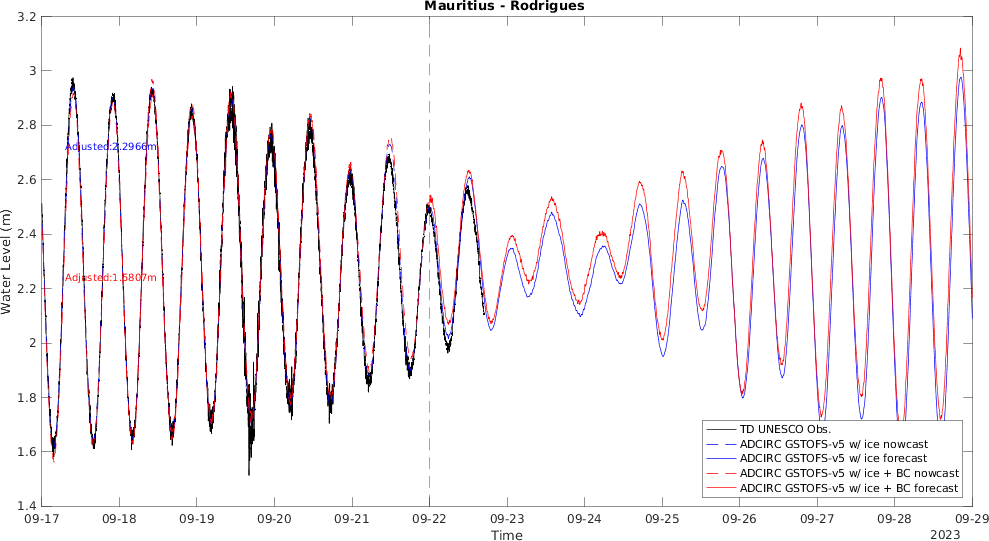 Mauritius - Rodrigues
3.2
3
2.8
2.6
2.4
2.2
2
1.8
1.6
1.4
Water Level (m)
Adjusted:2.2966m
Adjusted:1.5807m
TD UNESCO Obs.
ADCIRC GSTOFS-v5 w/ ice nowcast
ADCIRC GSTOFS-v5 w/ ice forecast
ADCIRC GSTOFS-v5 w/ ice + BC nowcast
ADCIRC GSTOFS-v5 w/ ice + BC forecast
09-17 09-18 09-19 09-20 09-21 09-22 09-23 09-24 09-25 09-26 09-27 09-28 09-29
Time
2023